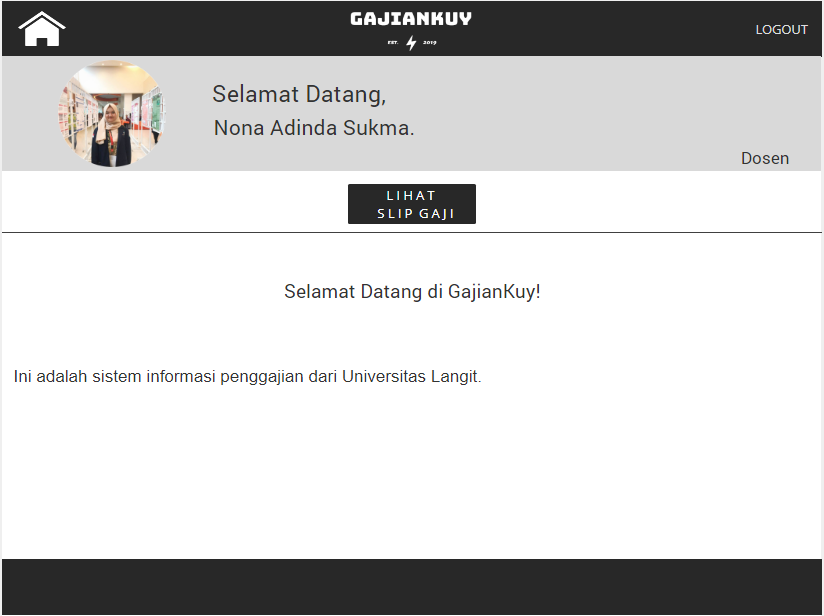 GAJIANKUY
EST. 2019
LOGOUT
Selamat Datang,
Nona Adinda Sukma.
Dosen
LIHAT
SLIP GAJI
Selamat Datang di GajianKuy!
Ini adalah sistem informasi penggajian dari Universitas Langit.